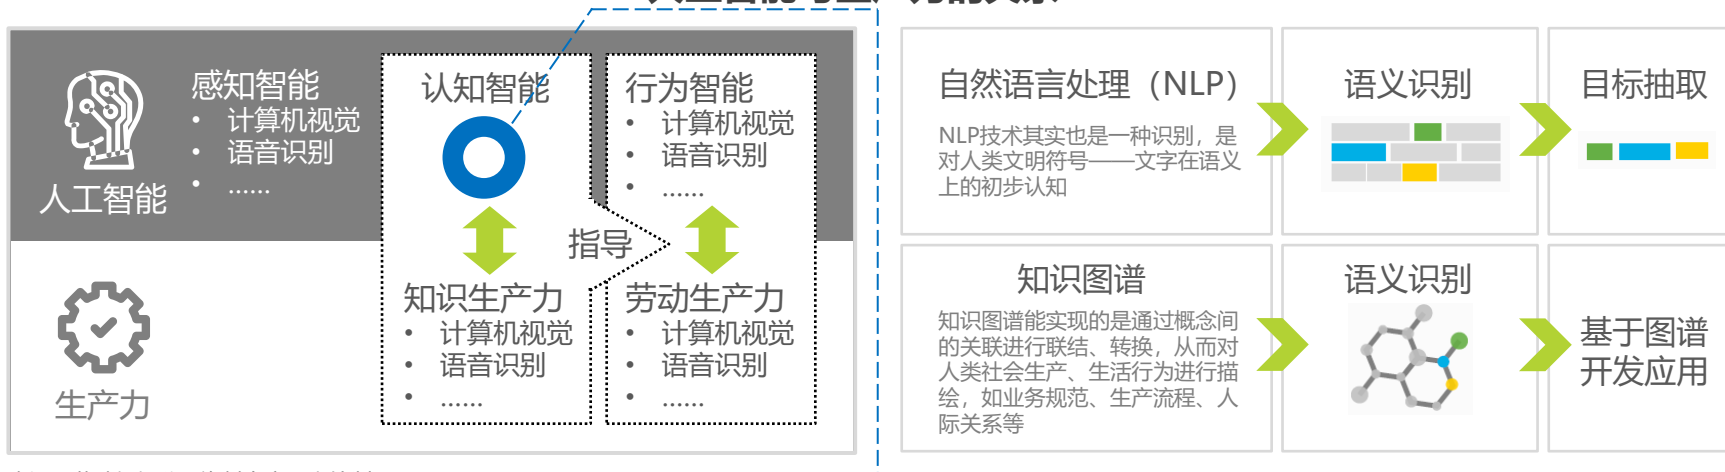 感知智能
• 计算机视觉
• 语音识别
• ......
人工智能
认知智能
行为智能
• 计算机视觉
• 语音识别
• ......
指导
生产力
知识生产力
• 计算机视觉
• 语音识别
• ......
劳动生产力
• 计算机视觉
• 语音识别
• ......
自然语言处理（NLP）
NLP技术其实也是一种识别，是
对人类文明符号——文字在语义
上的初步认知
语义识别
目标抽取
知识图谱
知识图谱能实现的是通过概念间
的关联进行联结、转换，从而对
人类社会生产、生活行为进行描
绘，如业务规范、生产流程、人
际关系等
语义识别
基于图谱
开发应用